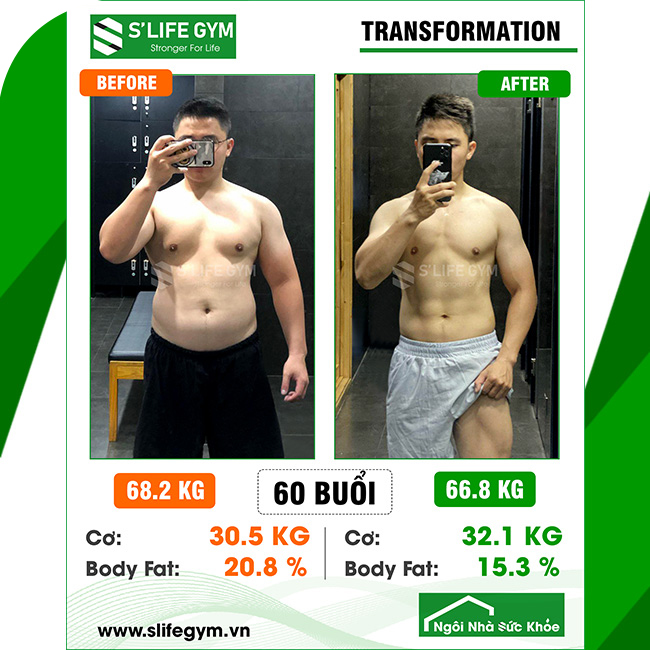 S'LIFE GYM
Stronger For Life
TRANSFORMATION
BEFORE
AFTER
S'LIFE GYM
S'LIFE GYM
68.2 KG
60 BUỔI
66.8 KG
Cơ: 30.5 KG
Body Fat: 20.8 %
Cơ: 32.1 KG
Body Fat: 15.3 %
www.slifegym.vn
Ngôi Nhà Sức Khỏe